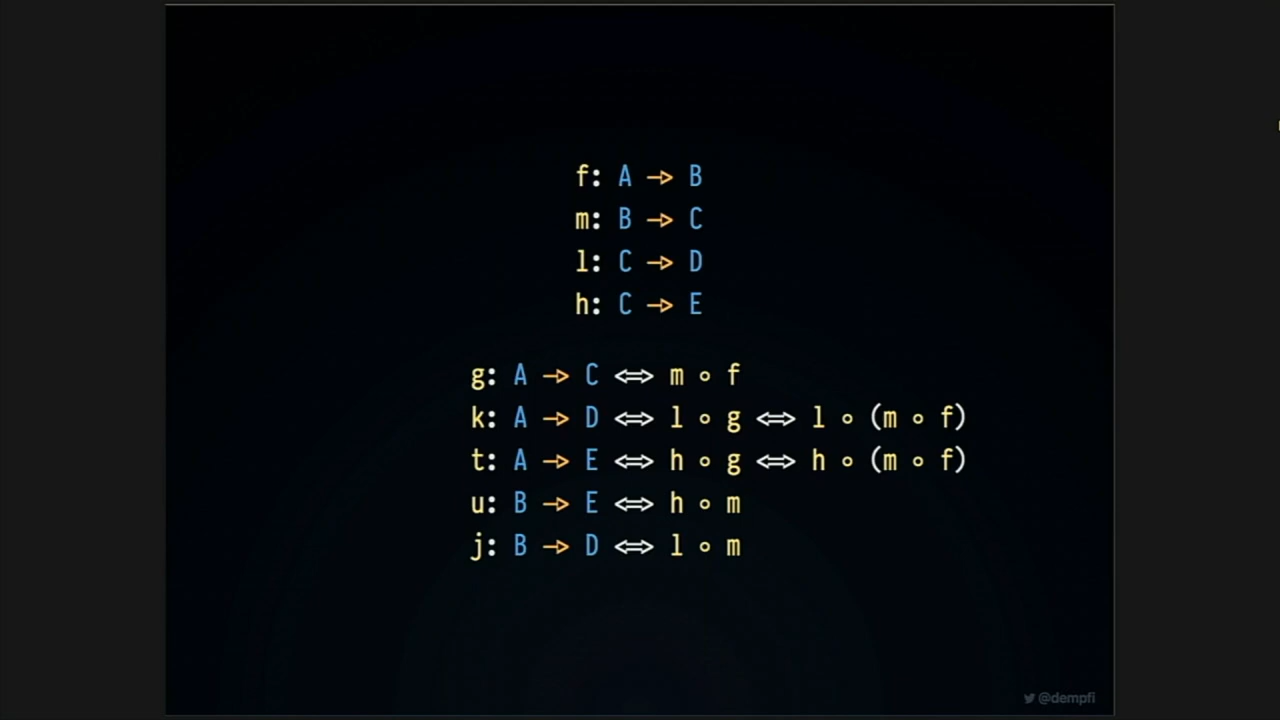 f: A → B
m: B → C
l: C → D
h: C → E
g: A → C ⟺ m ∘ f
k: A → D ⟺ l ∘ g ⟺ l ∘ (m ∘ f)
t: A → E ⟺ h ∘ g ⟺ h ∘ (m ∘ f)
u: B → E ⟺ h ∘ m
j: B → D ⟺ l ∘ m
@dempfi